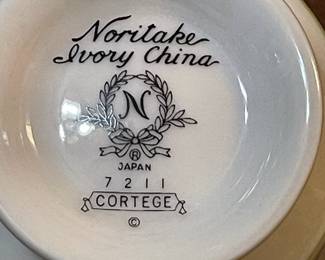 Noritake
Ivory China
N
®
JAPAN
7211
CORTEGE
©